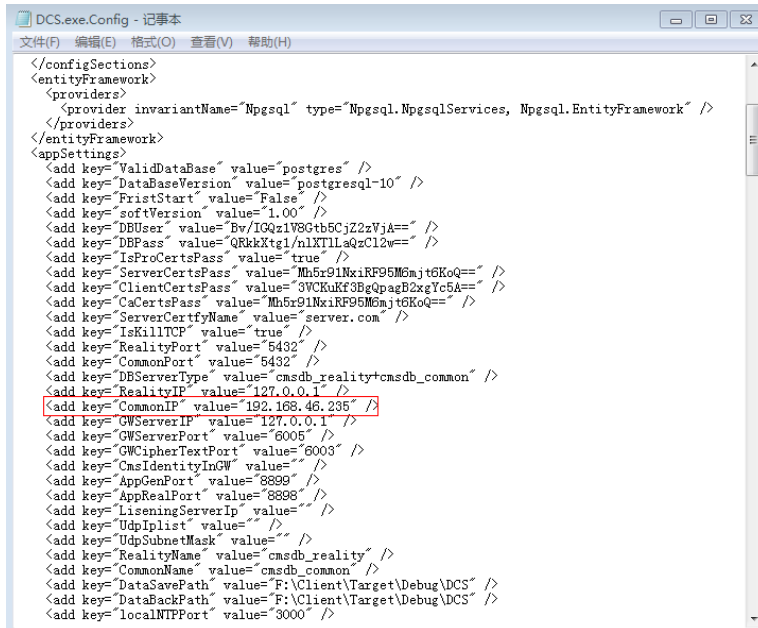 DCS.exe.Config - 记事本
文件(F) 编辑(E) 格式(O) 查看(V) 帮助(H)
</configSections>
<entityFramework>
<providers>
<provider invariantName="Npgsql" type="Npgsql.NpgsqlServices, Npgsql.EntityFramework" />
</providers>
</entityFramework>
<appSettings>
<add key="ValidDataBase" value="postgres" />
<add key="DataBaseVersion" value="postgresql-10" />
<add key="FristStart" value="False" />
<add key="softVersion" value="1.00" />
<add key="DBUser" value="Bv/IGQz1V8Gtb5CjZ2zVjA==" />
<add key="DBPass" value="QRkkXtg1/nlXTlLaQzCl2w==" />
<add key="IsProCertsPass" value="true" />
<add key="ServerCertsPass" value="Mh5r91NxiRF95M6mjt6KoQ==" />
<add key="ClientCertsPass" value="3VCKuKf3BgQpagB2xgYc5A==" />
<add key="CaCertsPass" value="Mh5r91NxiRF95M6mjt6KoQ==" />
<add key="ServerCertfyName" value="server.com" />
<add key="IsKillTCP" value="true" />
<add key="RealityPort" value="5432" />
<add key="CommonPort" value="5432" />
<add key="DBServerType" value="cmsdb_reality+cmsdb_common" />
<add key="RealityIP" value="127.0.0.1" />
<add key="CommonIP" value="192.168.46.235" />
<add key="GWServerIP" value="127.0.0.1" />
<add key="GWServerPort" value="6005" />
<add key="GWCipherTextPort" value="6003" />
<add key="CmsIdentityInGW" value="" />
<add key="AppGenPort" value="8899" />
<add key="AppRealPort" value="8898" />
<add key="LiseningServerIp" value="" />
<add key="UdpIplist" value="" />
<add key="UdpSubnetMask" value="" />
<add key="RealityName" value="cmsdb_reality" />
<add key="CommonName" value="cmsdb_common" />
<add key="DataSavePath" value="F:\Client\Target\Debug\DCS" />
<add key="DataBackPath" value="F:\Client\Target\Debug\DCS" />
<add key="localNTPPort" value="3000" />